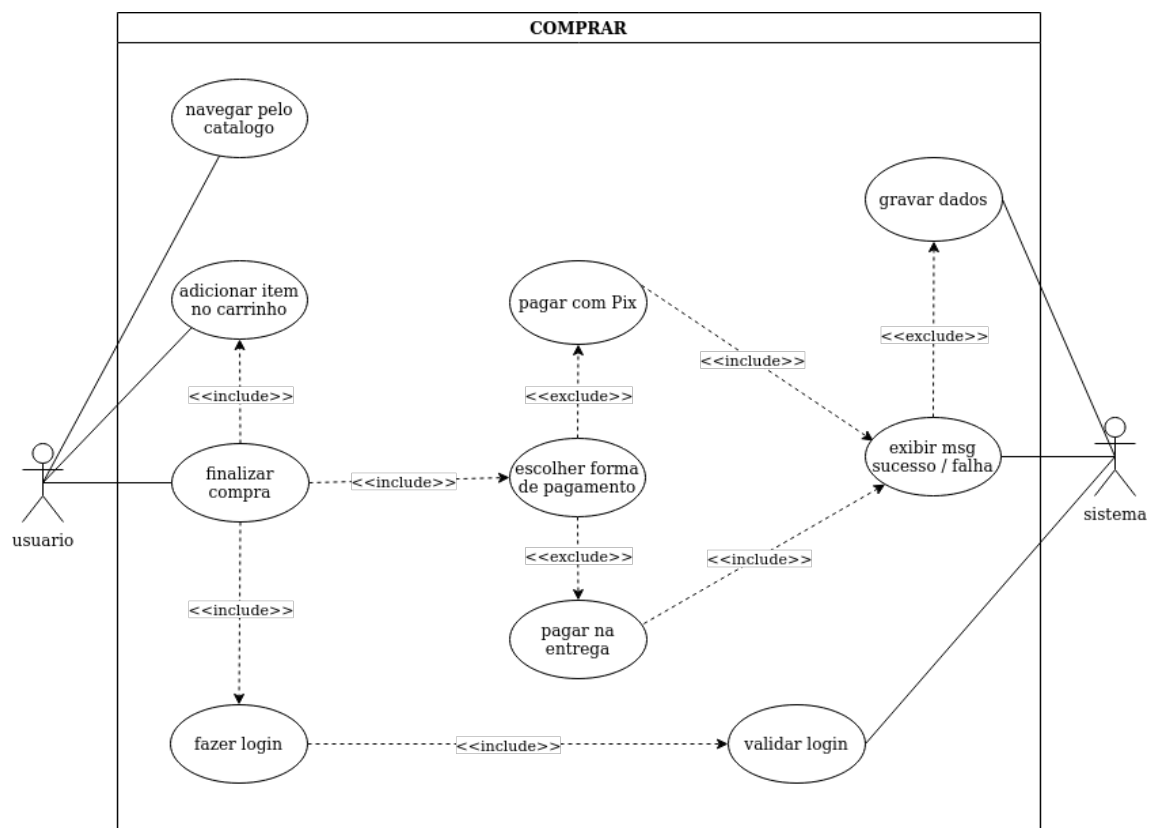 COMPRAR
navegar pelo
catalogo
gravar dados
adicionar item
no carrinho
pagar com Pix
<<exclude>>
<<include>>
<<include>>
<<exclude>>
exibir msg
sucesso / falha
escolher forma
de pagamento
finalizar
compra
<<include>>
usuario
sistema
<<exclude>>
<<include>>
<<include>>
pagar na
entrega
fazer login
<<include>>
validar login